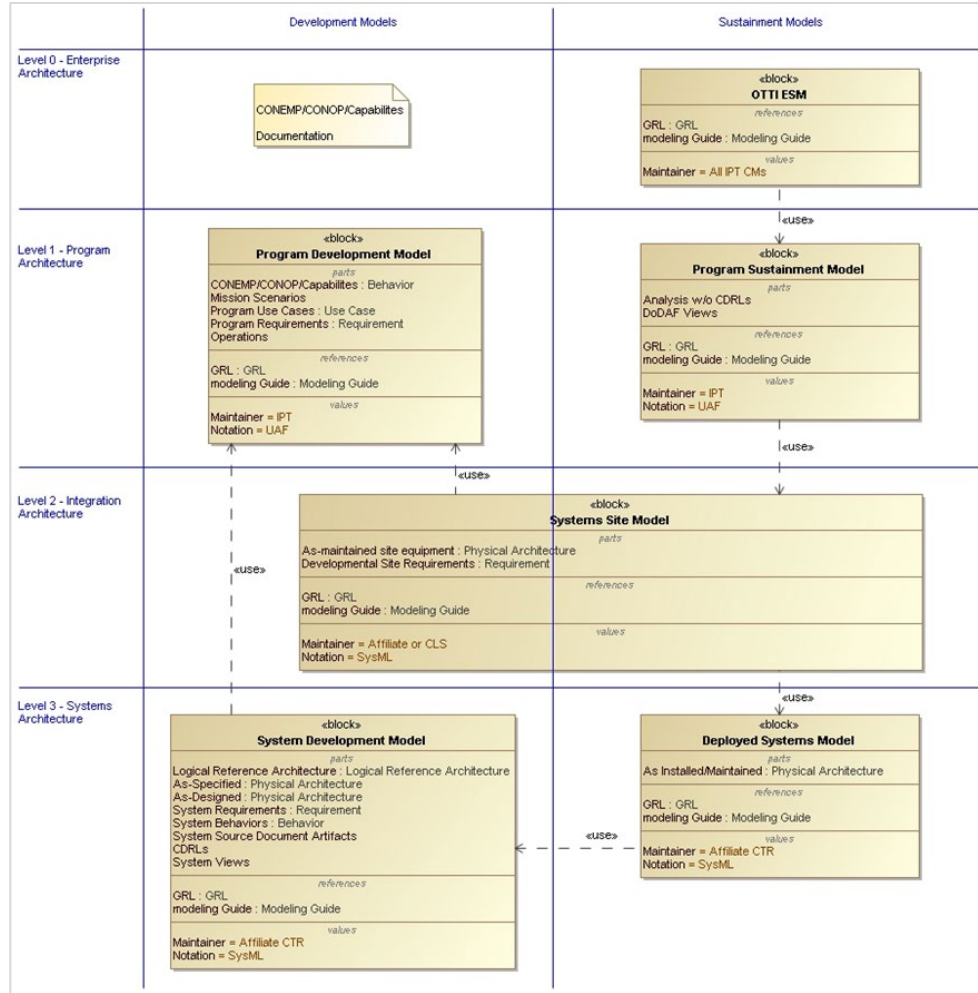 Development Models
Sustainment Models
Level 0 - Enterprise
Architecture
CONEMP/CONOP/Capabilites
Documentation
«block»
OTTI ESM
references
GRL : GRL
modeling Guide : Modeling Guide
values
Maintainer = All IPT CMs
«use»
Level 1 - Program
Architecture
«block»
Program Development Model
parts
CONEMP/CONOP/Capabilites : Behavior
Mission Scenarios
Program Use Cases : Use Case
Program Requirements : Requirement
Operations
references
GRL : GRL
modeling Guide : Modeling Guide
values
Maintainer = IPT
Notation = UAF
«block»
Program Sustainment Model
parts
Analysis w/o CDRLs
DoDAF Views
references
GRL : GRL
modeling Guide : Modeling Guide
values
Maintainer = IPT
Notation = UAF
«use»
«use»
Level 2 - Integration
Architecture
«block»
Systems Site Model
parts
As-maintained site equipment : Physical Architecture
Developmental Site Requirements : Requirement
references
GRL : GRL
modeling Guide : Modeling Guide
values
Maintainer = Affiliate or CLS
Notation = SysML
«use»
«use»
Level 3 - Systems
Architecture
«block»
System Development Model
parts
Logical Reference Architecture : Logical Reference Architecture
As-Specified : Physical Architecture
As-Designed : Physical Architecture
System Requirements : Requirement
System Behaviors : Behavior
System Source Document Artifacts
CDRLs
System Views
references
GRL : GRL
modeling Guide : Modeling Guide
values
Maintainer = Affiliate CTR
Notation = SysML
«use»
«block»
Deployed Systems Model
parts
As Installed/Maintained : Physical Architecture
references
GRL : GRL
modeling Guide : Modeling Guide
values
Maintainer = Affiliate CTR
Notation = SysML